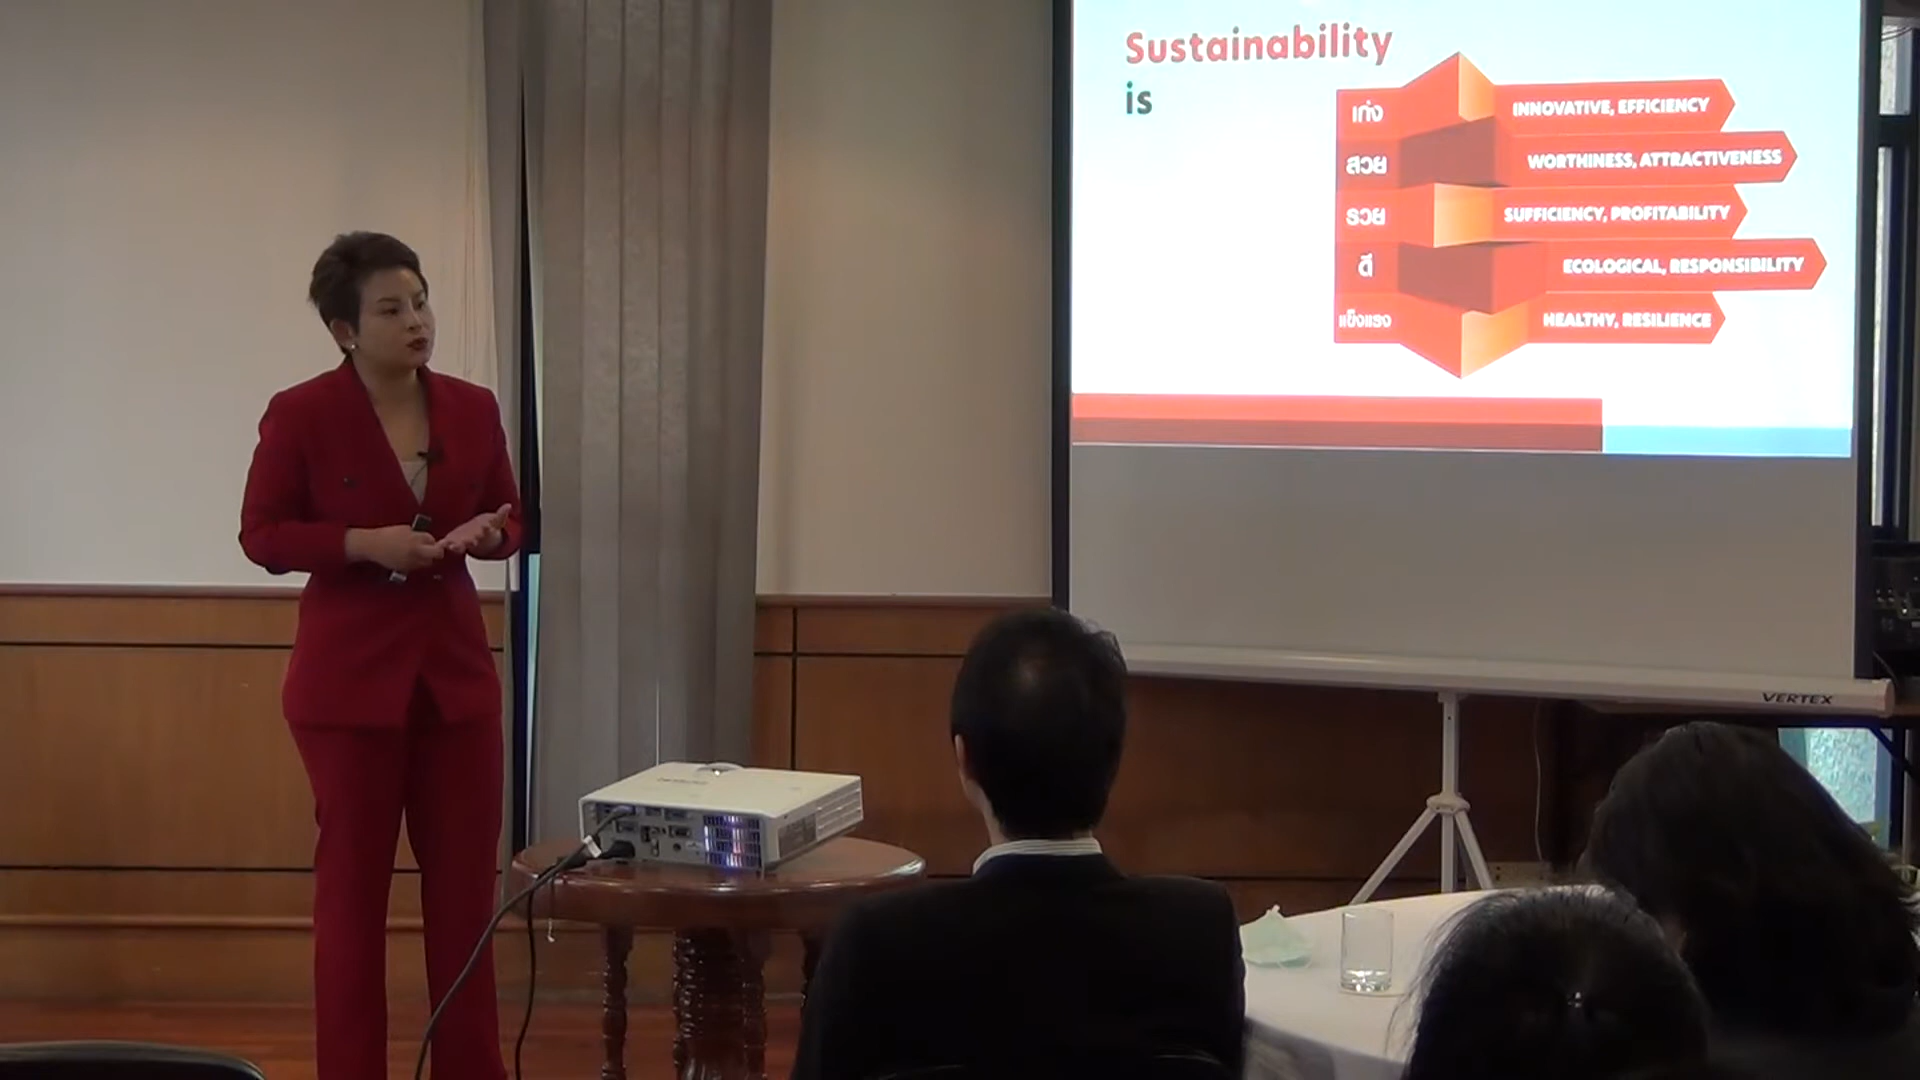 Sustainability
is
เก่ง INNOVATIVE, EFFICIENCY
สวย WORTHINESS, ATTRACTIVENESS
รวย SUFFICIENCY, PROFITABILITY
ดี ECOLOGICAL, RESPONSIBILITY
แข็งแรง HEALTHY, RESILIENCE
VERTEX